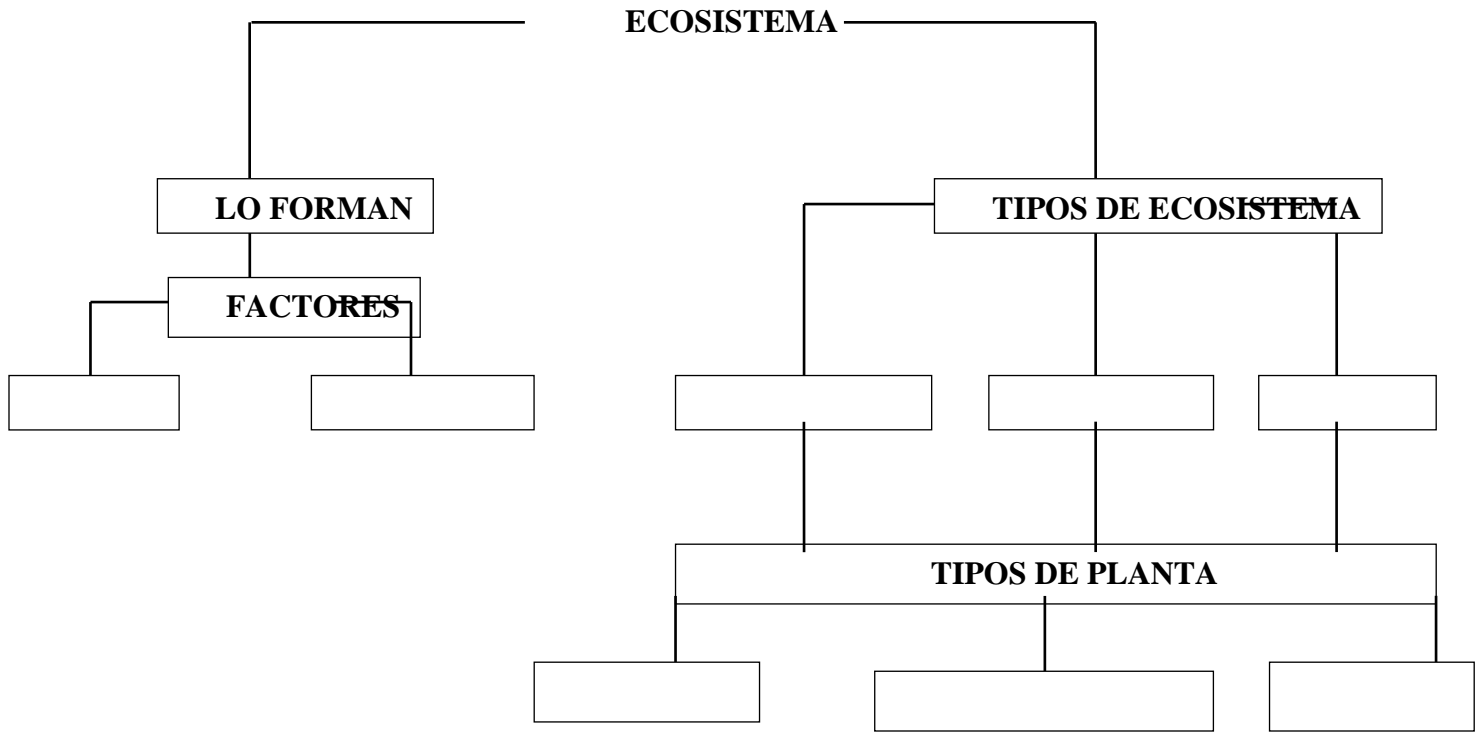 ECOSISTEMA
LO FORMAN
TIPOS DE ECOSISTEMA
FACTORES
TIPOS DE PLANTA